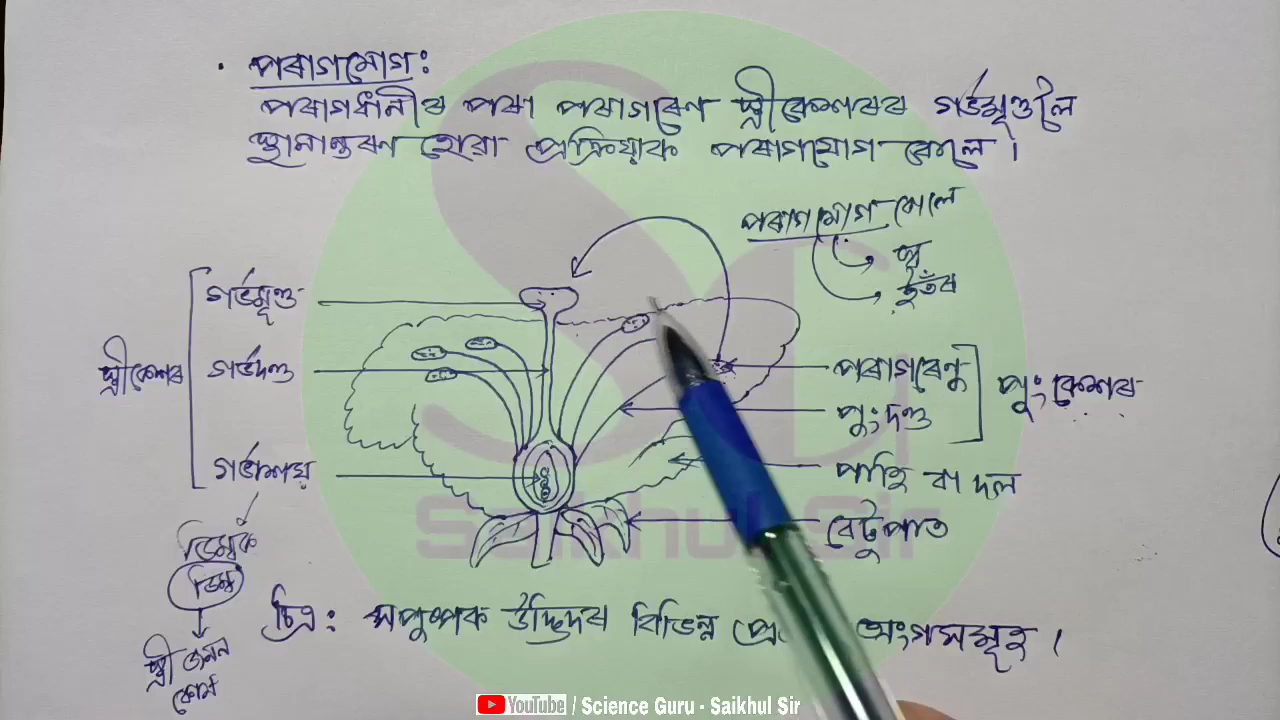 · পৰাগযোগঃ
পৰাগধানীৰ পৰা পৰাগৰেণু স্ত্ৰীকেশৰৰ গৰ্ভমুণ্ডলৈ
স্থানান্তৰণ হোৱা প্ৰক্ৰিয়াক পৰাগযোগ বোলে।
পৰাগযোগ বোলে
স্ব
ইতৰ
গৰ্ভমুণ্ড
স্ত্ৰীকেশৰ
গৰ্ভদণ্ড
গৰ্ভাশয়
পৰাগৰেণু
পুংদণ্ড
পুংকেশৰ
পাহি বা দল
বেটুপাত
ডিম্বক
ডিম্ব
স্ত্ৰী জনন
কোষ
চিত্ৰঃ সপুষ্পক উদ্ভিদৰ বিভিন্ন অংগসমূহ।
Saikhul Sir
YouTube / Science Guru - Saikhul Sir